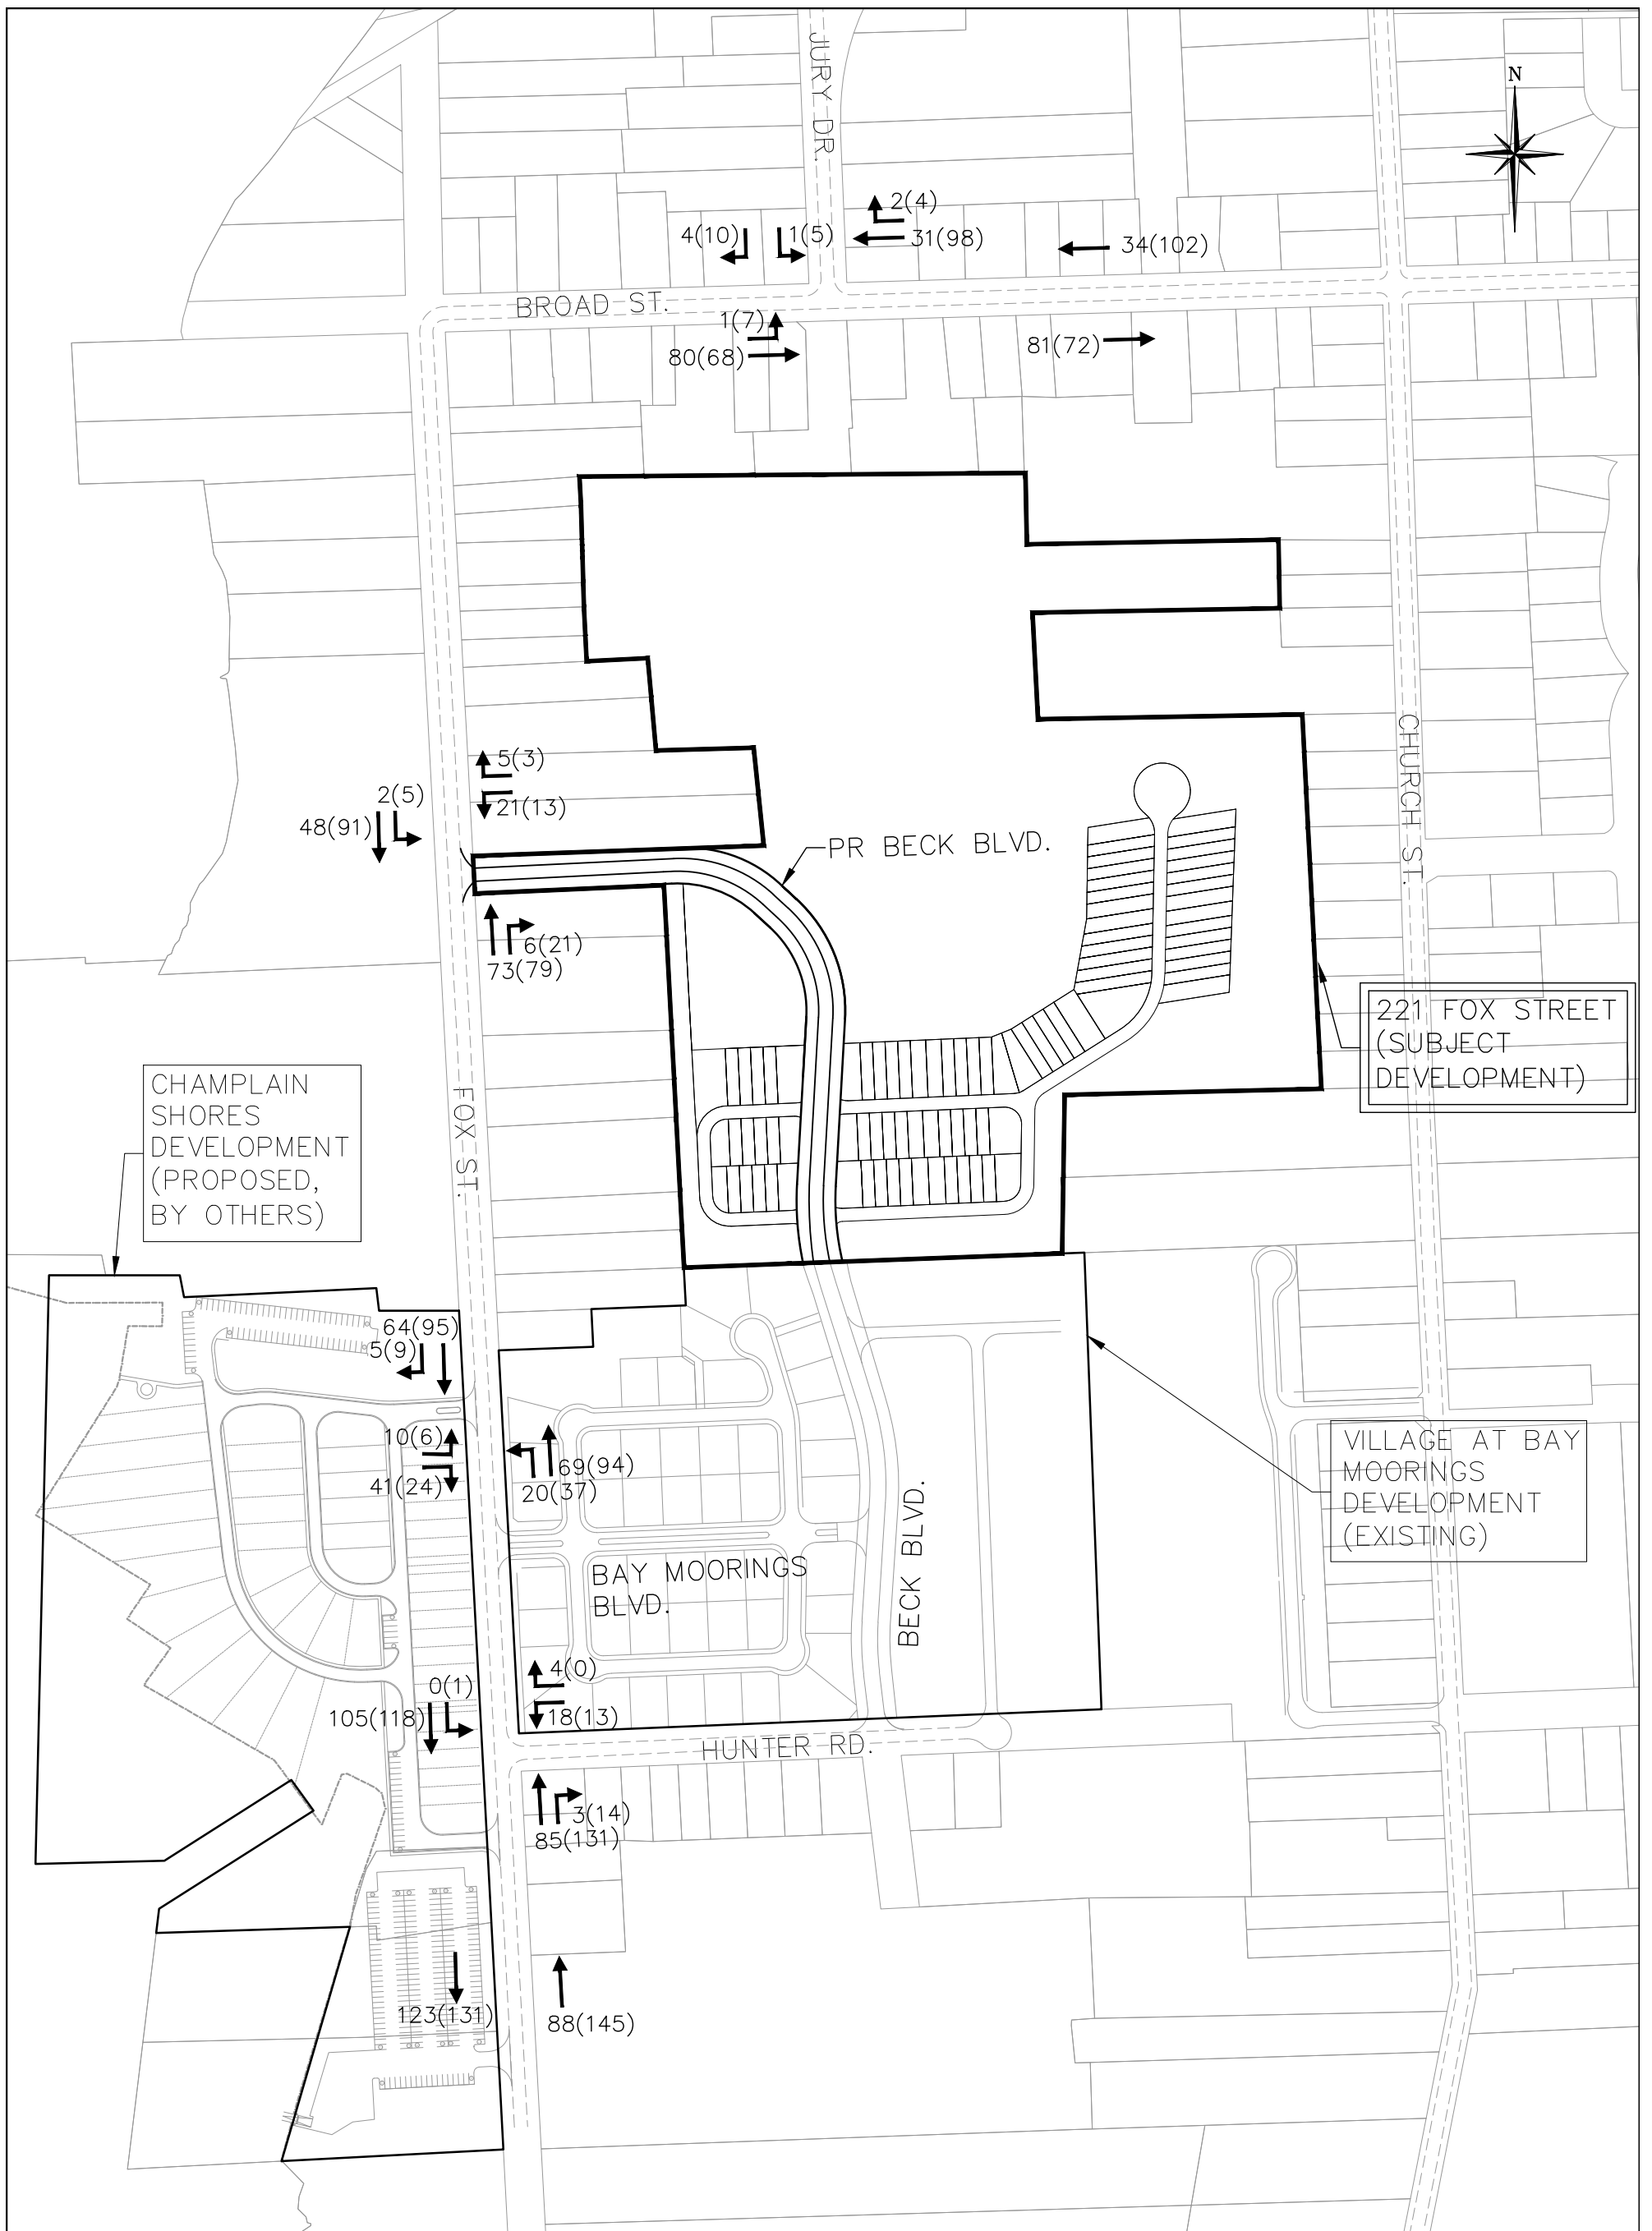 JURY DR.
N
2(4)
4(10)
1(5)
31(98)
34(102)
BROAD ST.
1(7)
80(68)
81(72)
5(3)
2(5)
21(13)
48(91)
PR BECK BLVD.
CHURCH ST.
6(21)
73(79)
221 FOX STREET
(SUBJECT
DEVELOPMENT)
CHAMPLAIN
SHORES
DEVELOPMENT
(PROPOSED,
BY OTHERS)
FOX ST.
64(95)
5(9)
10(6)
41(24)
69(94)
20(37)
VILLAGE AT BAY
MOORINGS
DEVELOPMENT
(EXISTING)
BAY MOORINGS
BLVD.
BECK BLVD.
4(0)
0(1)
105(118)
18(13)
HUNTER RD.
3(14)
85(131)
123(131)
88(145)